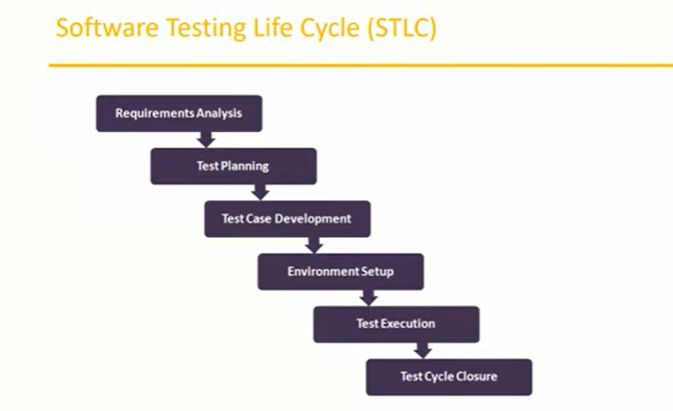 Software Testing Life Cycle (STLC)
Requirements Analysis
Test Planning
Test Case Development
Environment Setup
Test Execution
Test Cycle Closure